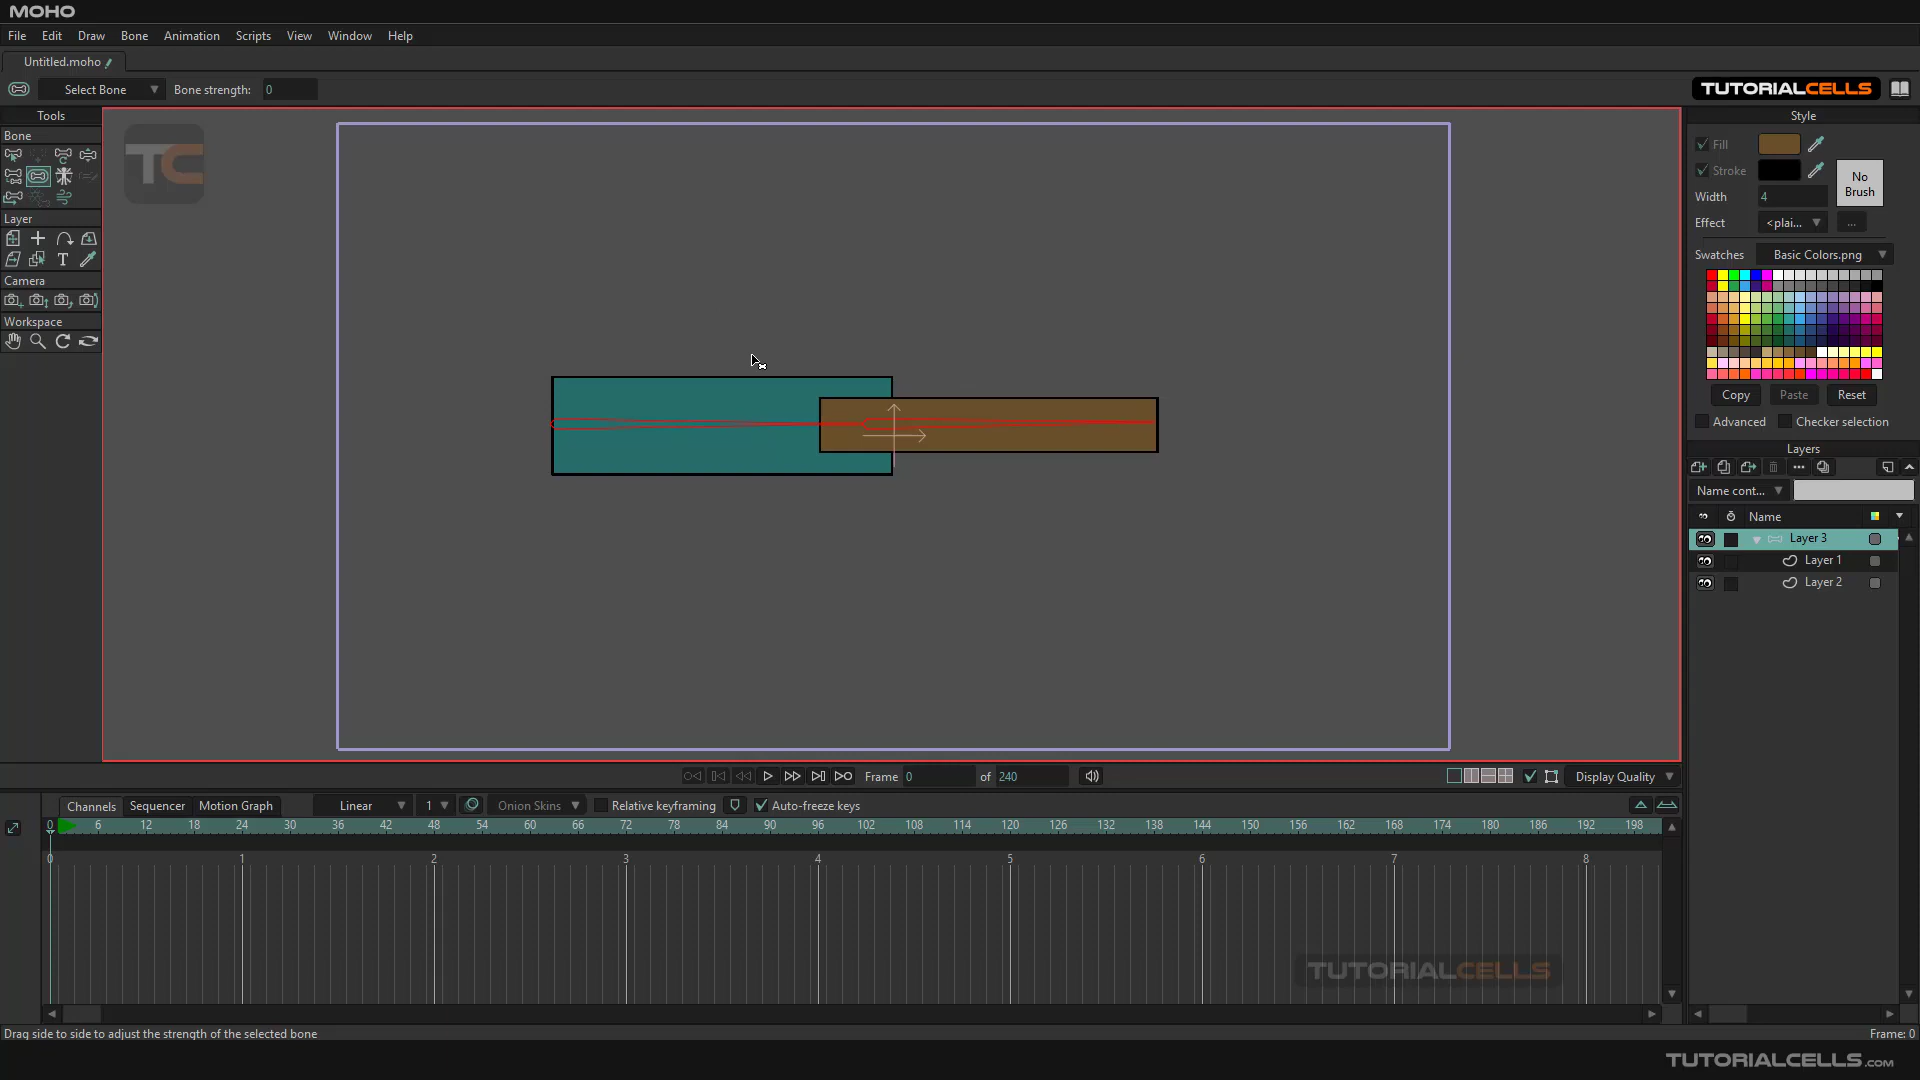 MOHO
File Edit Draw Bone Animation Scripts View Window Help
Untitled.moho
Select Bone Bone strength: 0
TUTORIALCELLS
Tools
Bone
Layer
Camera
Workspace
TC
Style
Fill
Stroke
No Brush
Width 4
Effect <plai... ...
Swatches Basic Colors.png
Copy Paste Reset
Advanced Checker selection
Layers
Name cont...
Name
Layer 3
Layer 1
Layer 2
Frame 0 of 240
Display Quality
Channels Sequencer Motion Graph Linear 1 Onion Skins Relative keyframing Auto-freeze keys
0 6 12 18 24 30 36 42 48 54 60 66 72 78 84 90 96 102 108 114 120 126 132 138 144 150 156 162 168 174 180 186 192 198
0 1 2 3 4 5 6 7 8
TUTORIALCELLS
Drag side to side to adjust the strength of the selected bone
Frame: 0
TUTORIALCELLS.COM